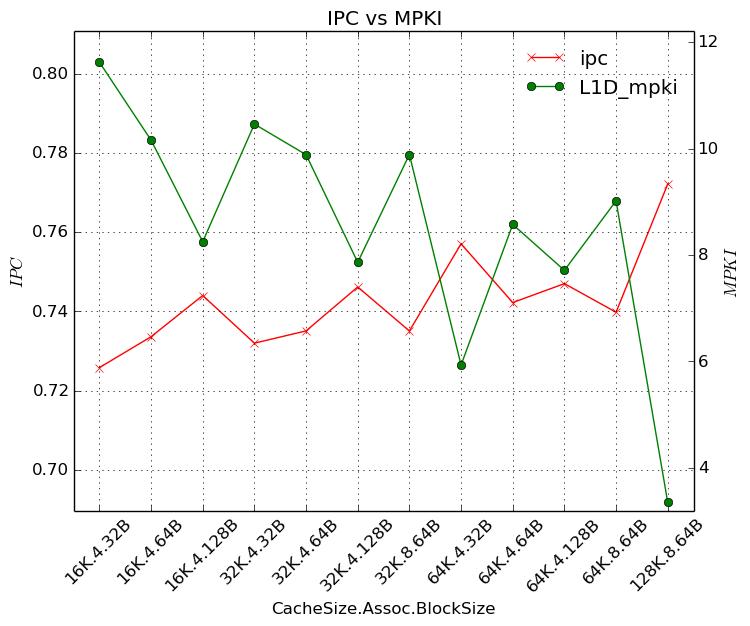 IPC vs MPKI
ipc
L1D_mpki
0.80
0.78
0.76
0.74
0.72
0.70
IPC
12
10
8
6
4
MPKI
16K.4.32B
16K.4.64B
16K.4.128B
32K.4.32B
32K.4.64B
32K.4.128B
32K.8.64B
64K.4.32B
64K.4.64B
64K.4.128B
64K.8.64B
128K.8.64B
CacheSize.Assoc.BlockSize